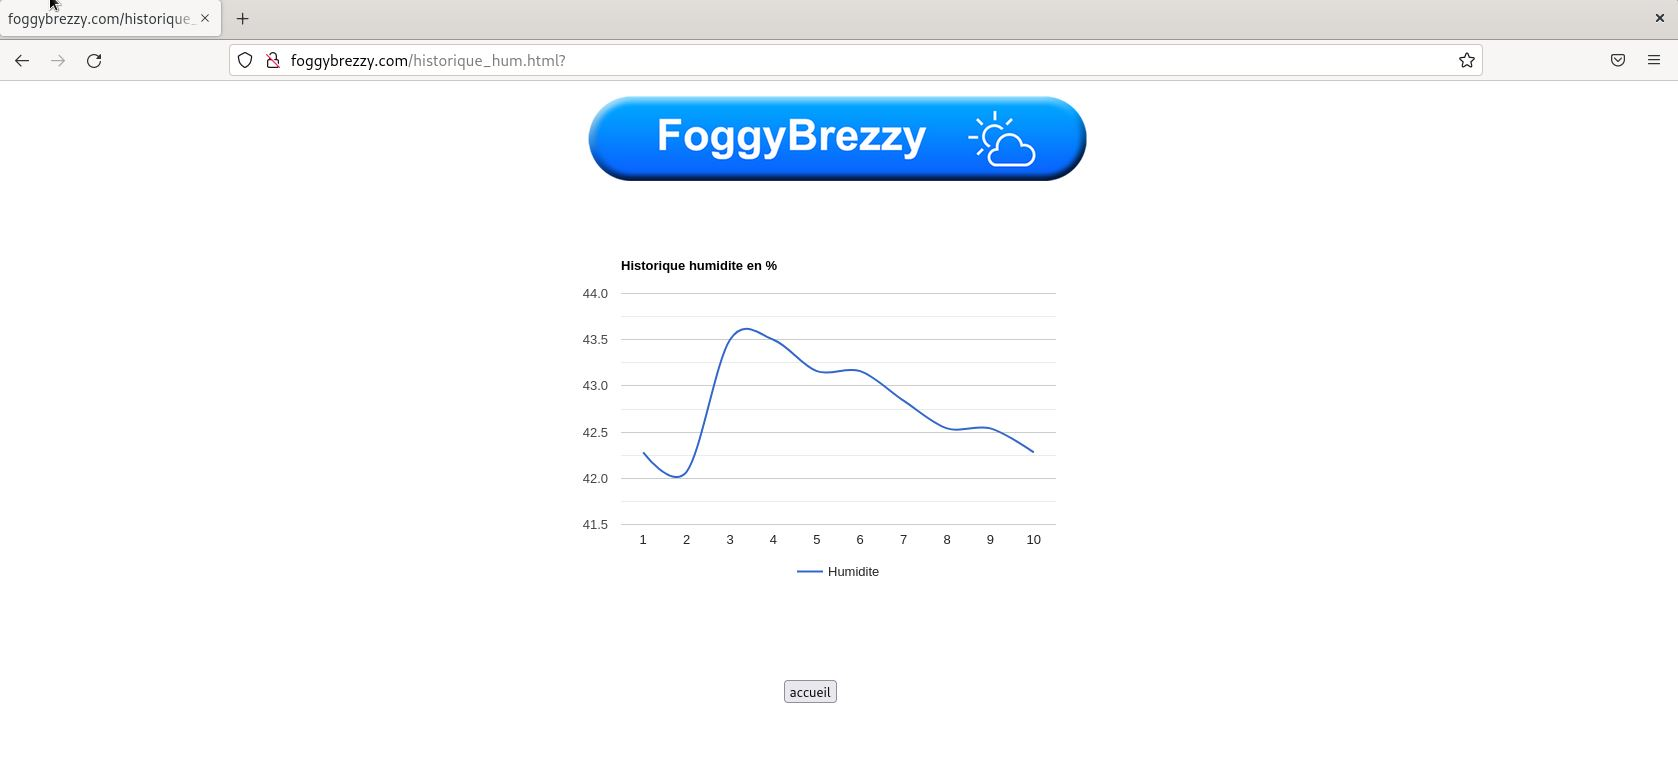 foggybrezzy.com/historique_
foggybrezzy.com/historique_hum.html?
FoggyBrezzy
Historique humidite en %
44.0
43.5
43.0
42.5
42.0
41.5
1 2 3 4 5 6 7 8 9 10
Humidite
accueil